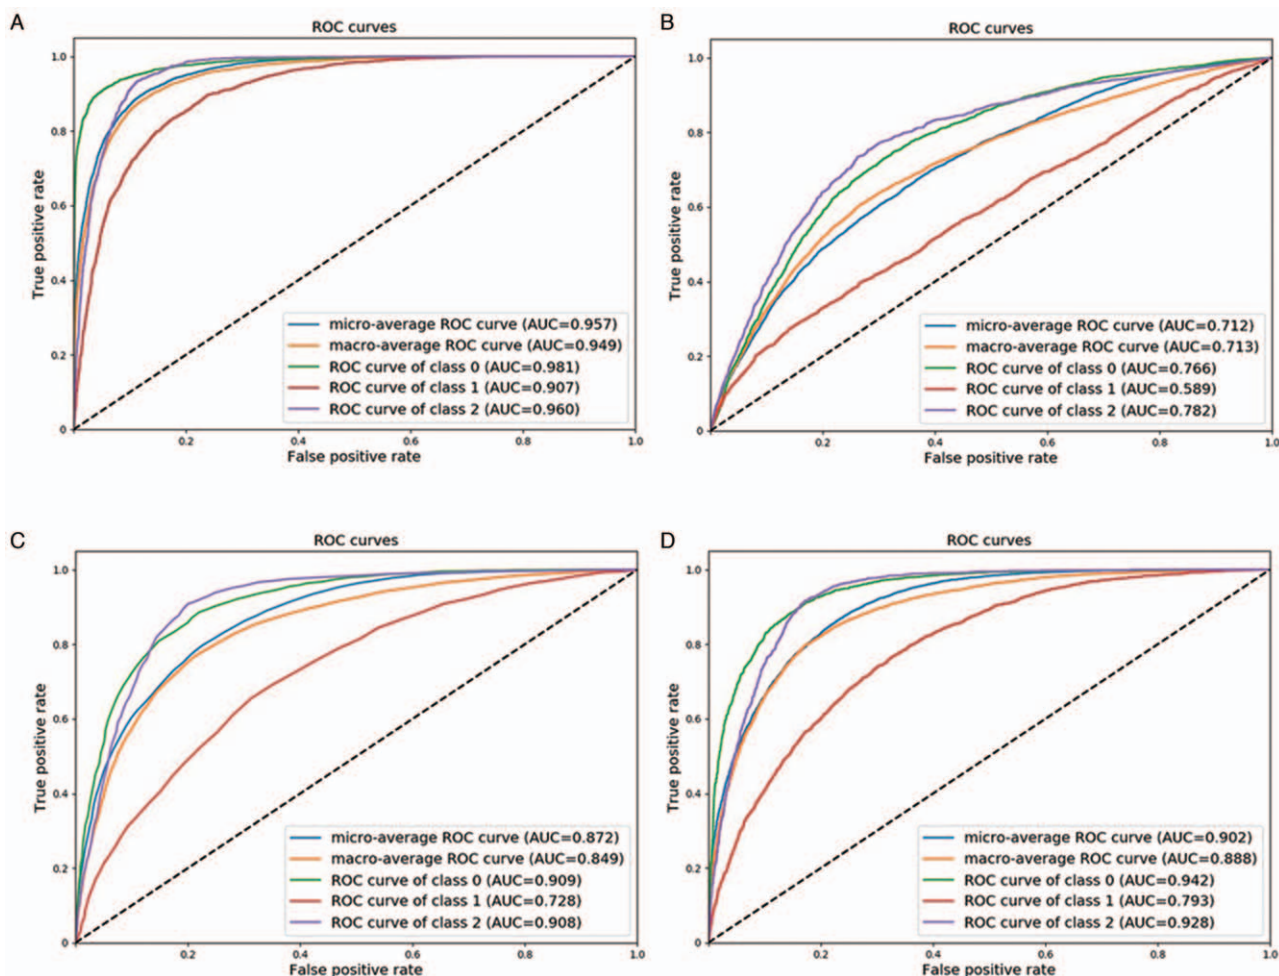 A
ROC curves
1.0
0.8
0.6
0.4
0.2
0
0.2
0.4
0.6
0.8
1.0
True positive rate
False positive rate
micro-average ROC curve (AUC=0.957)
macro-average ROC curve (AUC=0.949)
ROC curve of class 0 (AUC=0.981)
ROC curve of class 1 (AUC=0.907)
ROC curve of class 2 (AUC=0.960)
B
ROC curves
1.0
0.8
0.6
0.4
0.2
0
0.2
0.4
0.6
0.8
1.0
True positive rate
False positive rate
micro-average ROC curve (AUC=0.712)
macro-average ROC curve (AUC=0.713)
ROC curve of class 0 (AUC=0.766)
ROC curve of class 1 (AUC=0.589)
ROC curve of class 2 (AUC=0.782)
C
ROC curves
1.0
0.8
0.6
0.4
0.2
0
0.2
0.4
0.6
0.8
1.0
True positive rate
False positive rate
micro-average ROC curve (AUC=0.872)
macro-average ROC curve (AUC=0.849)
ROC curve of class 0 (AUC=0.909)
ROC curve of class 1 (AUC=0.728)
ROC curve of class 2 (AUC=0.908)
D
ROC curves
1.0
0.8
0.6
0.4
0.2
0
0.2
0.4
0.6
0.8
1.0
True positive rate
False positive rate
micro-average ROC curve (AUC=0.902)
macro-average ROC curve (AUC=0.888)
ROC curve of class 0 (AUC=0.942)
ROC curve of class 1 (AUC=0.793)
ROC curve of class 2 (AUC=0.928)